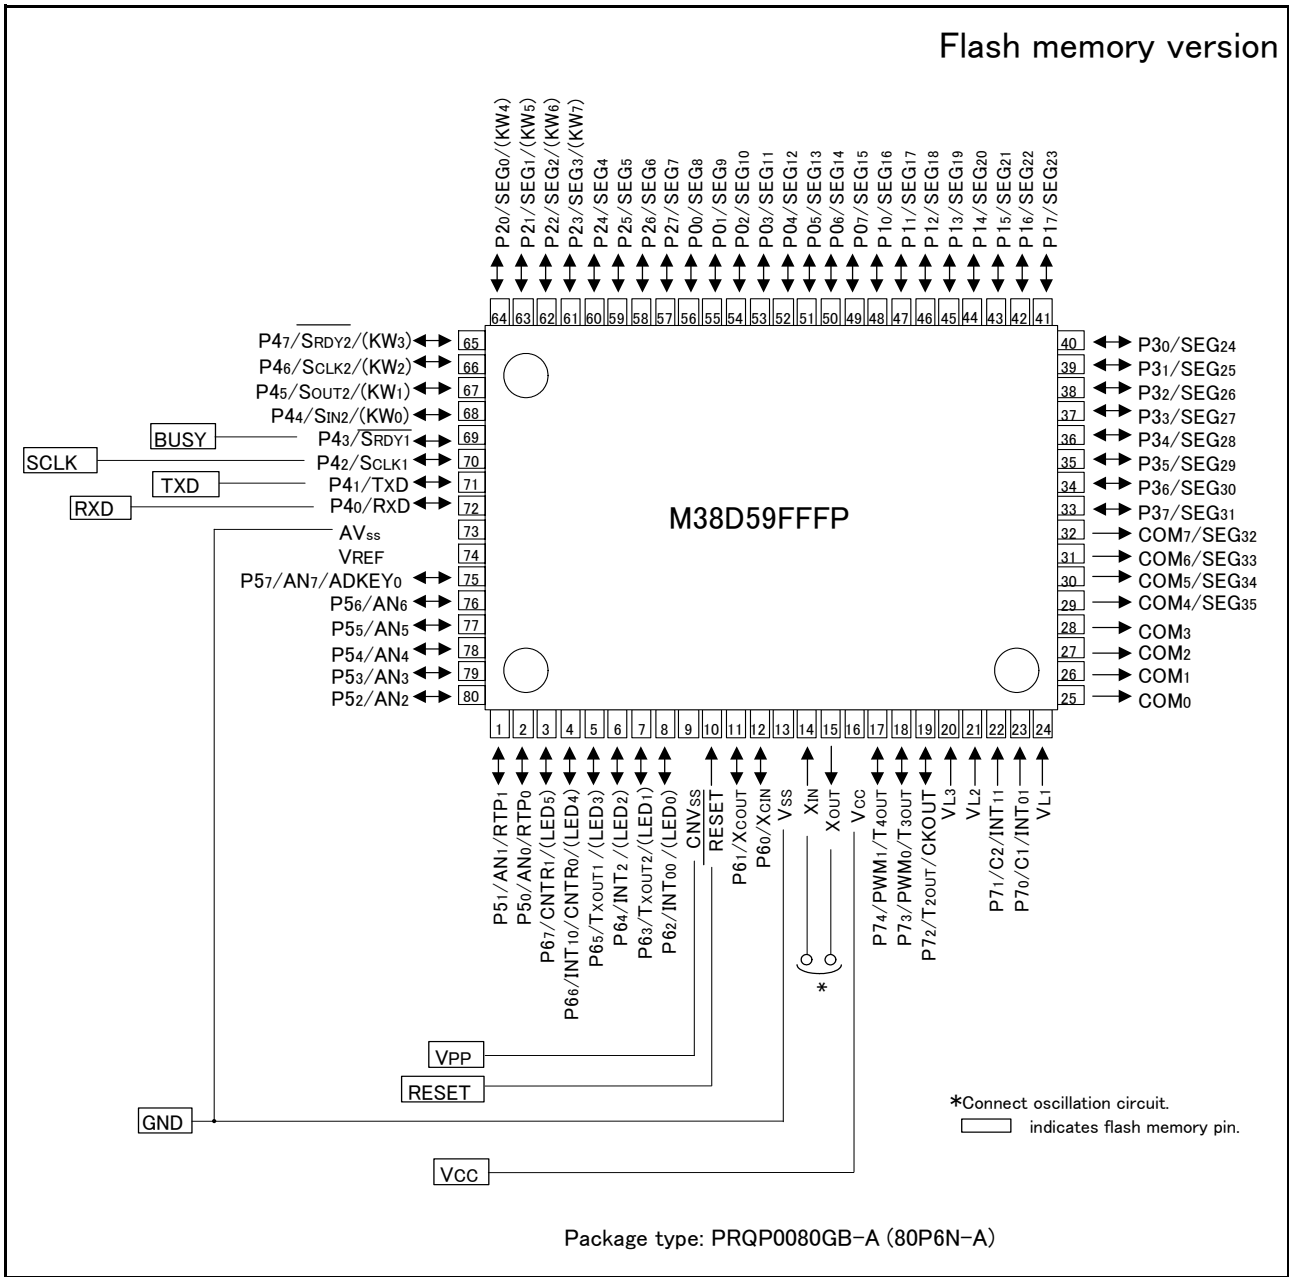 Flash memory version
P20/SEG0/(KW4)
P21/SEG1/(KW5)
P22/SEG2/(KW6)
P23/SEG3/(KW7)
P24/SEG4
P25/SEG5
P26/SEG6
P27/SEG7
P00/SEG8
P01/SEG9
P02/SEG10
P03/SEG11
P04/SEG12
P05/SEG13
P06/SEG14
P07/SEG15
P10/SEG16
P11/SEG17
P12/SEG18
P13/SEG19
P14/SEG20
P15/SEG21
P16/SEG22
P17/SEG23
64 63 62 61 60 59 58 57 56 55 54 53 52 51 50 49 48 47 46 45 44 43 42 41
P47/SRDY2/(KW3) 65
P46/SCLK2/(KW2) 66
P45/SOUT2/(KW1) 67
P44/SIN2/(KW0) 68
BUSY P43/SRDY1 69
SCLK P42/SCLK1 70
TXD P41/TXD 71
RXD P40/RXD 72
AVss 73
VREF 74
P57/AN7/ADKEY0 75
P56/AN6 76
P55/AN5 77
P54/AN4 78
P53/AN3 79
P52/AN2 80
M38D59FFFP
40 P30/SEG24
39 P31/SEG25
38 P32/SEG26
37 P33/SEG27
36 P34/SEG28
35 P35/SEG29
34 P36/SEG30
33 P37/SEG31
32 COM7/SEG32
31 COM6/SEG33
30 COM5/SEG34
29 COM4/SEG35
28 COM3
27 COM2
26 COM1
25 COM0
1 2 3 4 5 6 7 8 9 10 11 12 13 14 15 16 17 18 19 20 21 22 23 24
P51/AN1/RTP1
P50/AN0/RTP0
P67/CNTR1/(LED5)
P66/INT10/CNTR0/(LED4)
P65/TXOUT1/(LED3)
P64/INT2/(LED2)
P63/TXOUT2/(LED1)
P62/INT00/(LED0)
CNVSS
RESET
P61/XCOUT
P60/XCIN
VSS
XIN
XOUT
VCC
P74/PWM1/T4OUT
P73/PWM0/T3OUT
P72/T2OUT/CKOUT
VL3
VL2
P71/C2/INT11
P70/C1/INT01
VL1
*
VPP
RESET
GND
VCC
*Connect oscillation circuit.
indicates flash memory pin.
Package type: PRQP0080GB-A (80P6N-A)